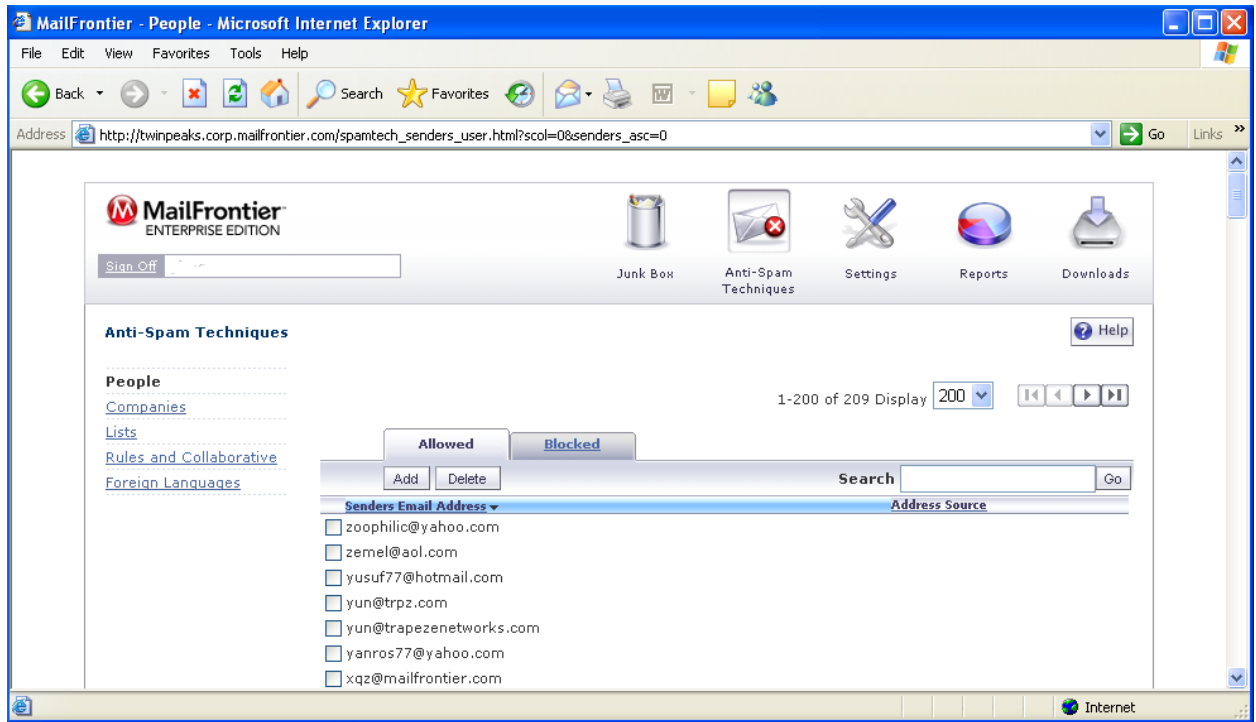 MailFrontier - People - Microsoft Internet Explorer
File Edit View Favorites Tools Help
Back Search Favorites
Address http://twinpeaks.corp.mailfrontier.com/spamtech_senders_user.html?scol=0&senders_asc=0 Go Links »
MailFrontier
ENTERPRISE EDITION
Sign Off
Junk Box
Anti-Spam
Techniques
Settings
Reports
Downloads
Anti-Spam Techniques
Help
People
Companies
Lists
Rules and Collaborative
Foreign Languages
1-200 of 209 Display 200
Allowed Blocked
Add Delete Search Go
Senders Email Address Address Source
zoophilic@yahoo.com
zemel@aol.com
yusuf77@hotmail.com
yun@trpz.com
yun@trapezenetworks.com
yanros77@yahoo.com
xqz@mailfrontier.com
Internet